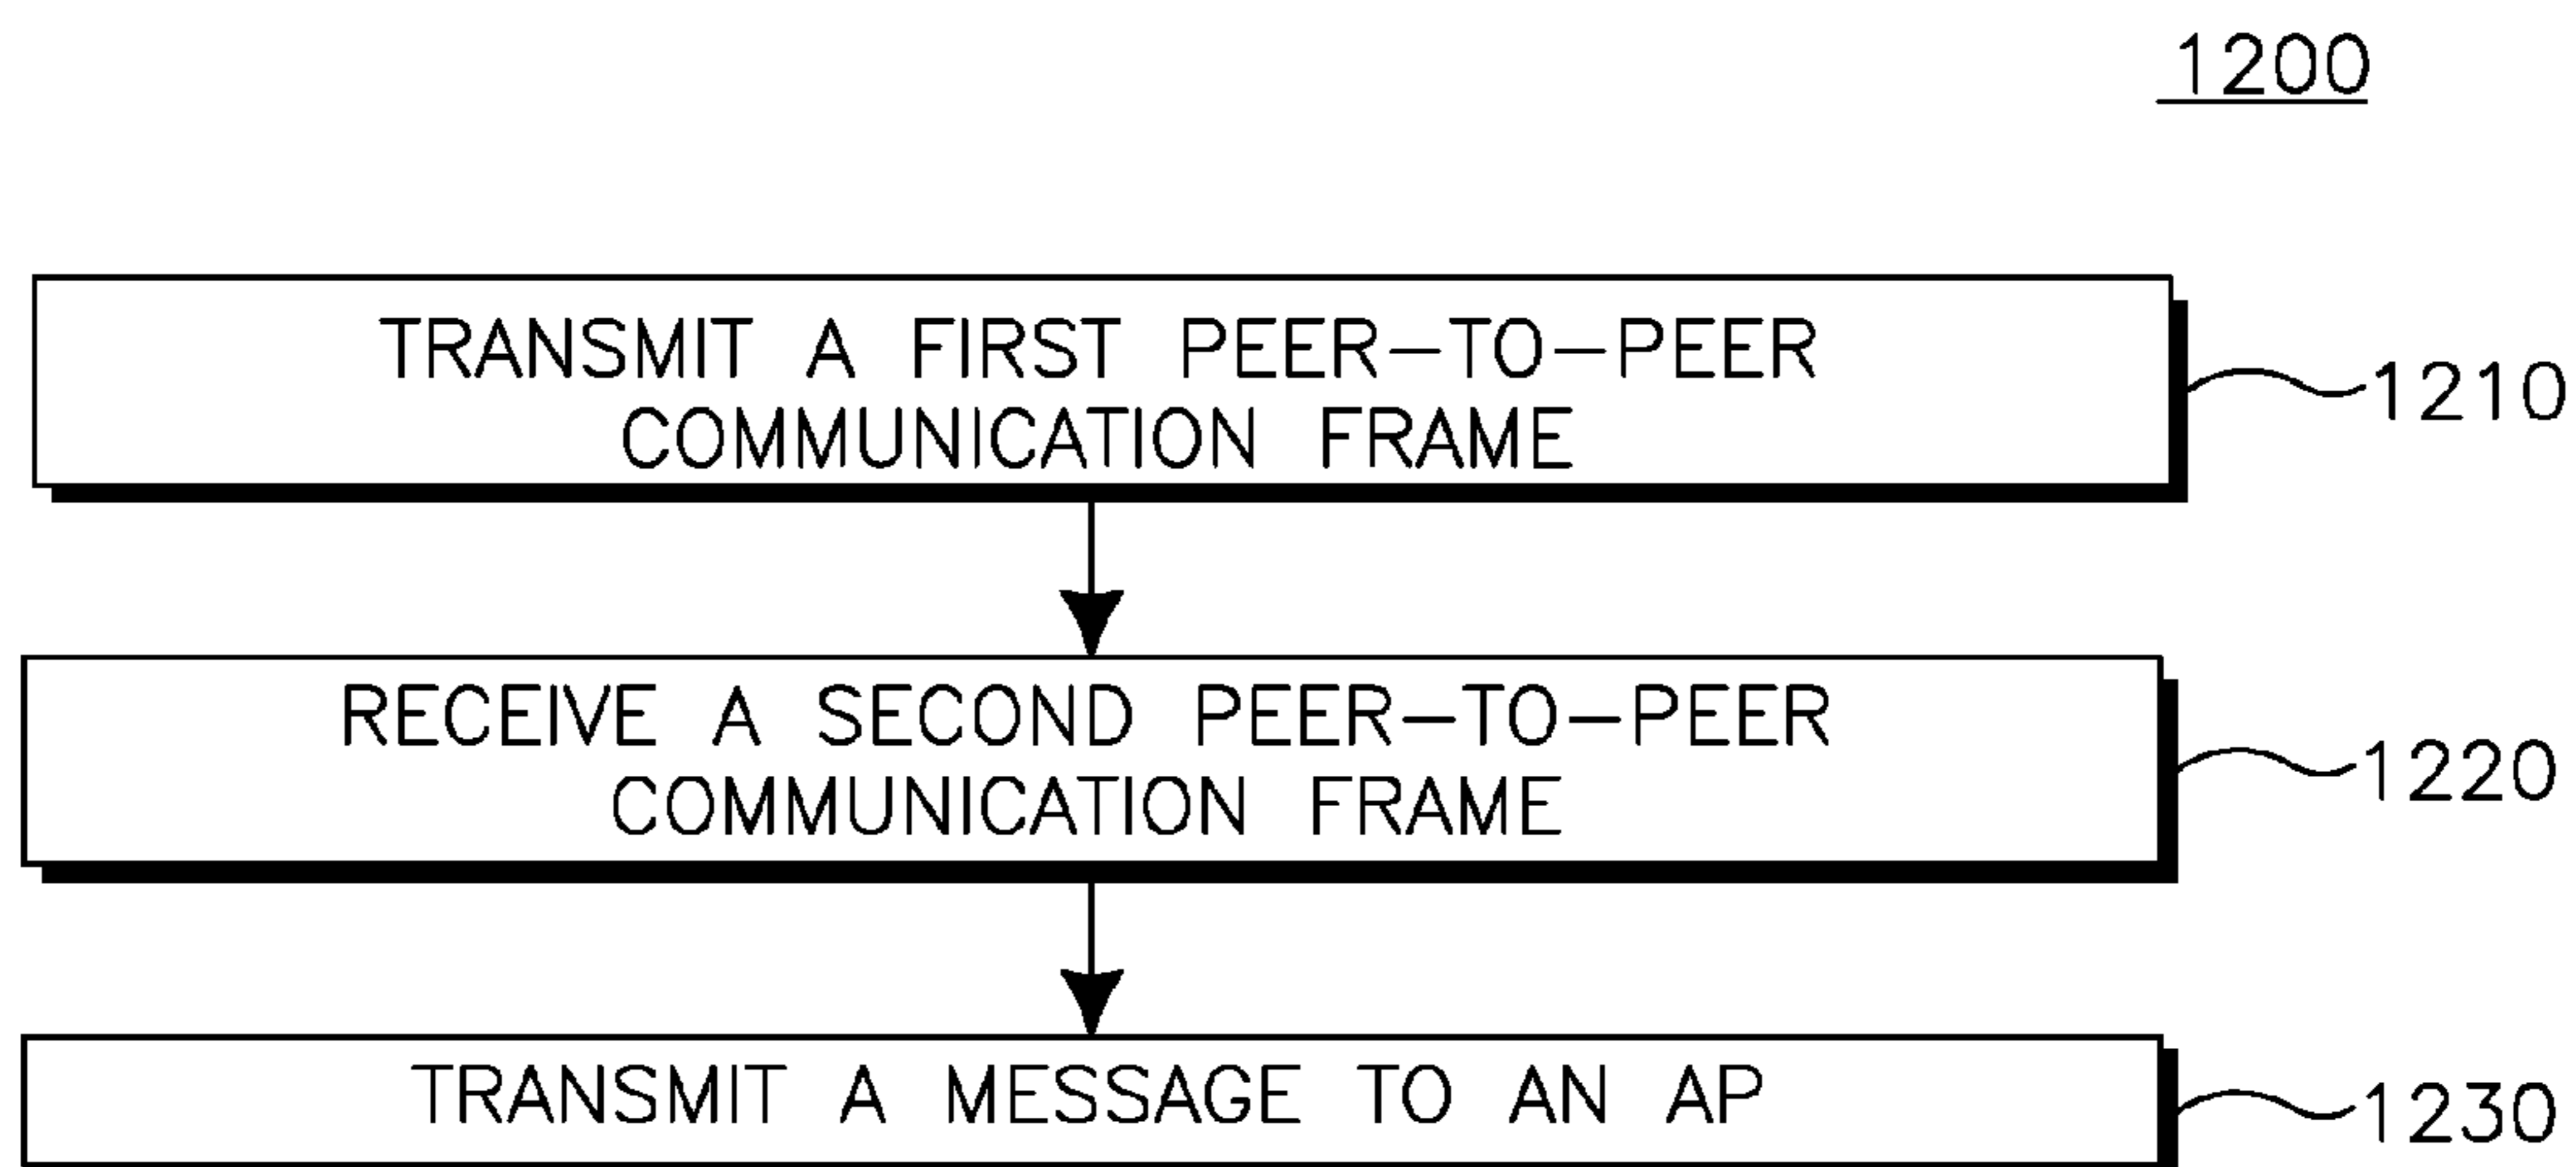 1200
TRANSMIT A FIRST PEER-TO-PEER
COMMUNICATION FRAME
1210
RECEIVE A SECOND PEER-TO-PEER
COMMUNICATION FRAME
1220
TRANSMIT A MESSAGE TO AN AP
1230